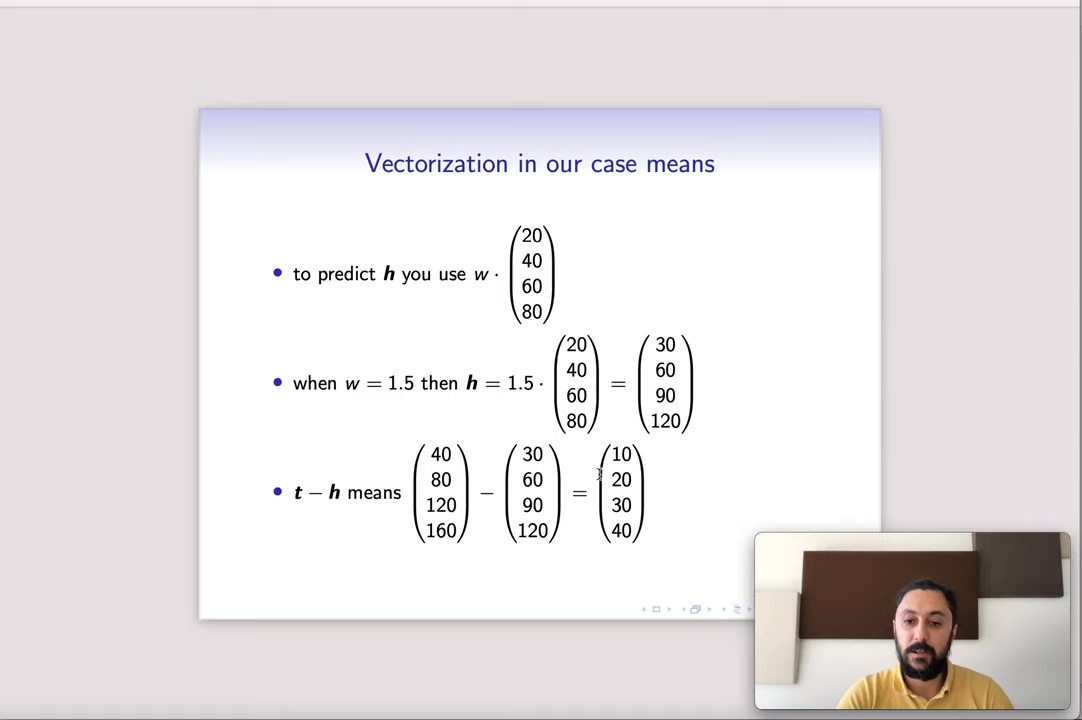 Vectorization in our case means
• to predict h you use w · (20 40 60 80)
• when w = 1.5 then h = 1.5 · (20 40 60 80) = (30 60 90 120)
• t − h means (40 80 120 160) − (30 60 90 120) = (10 20 30 40)